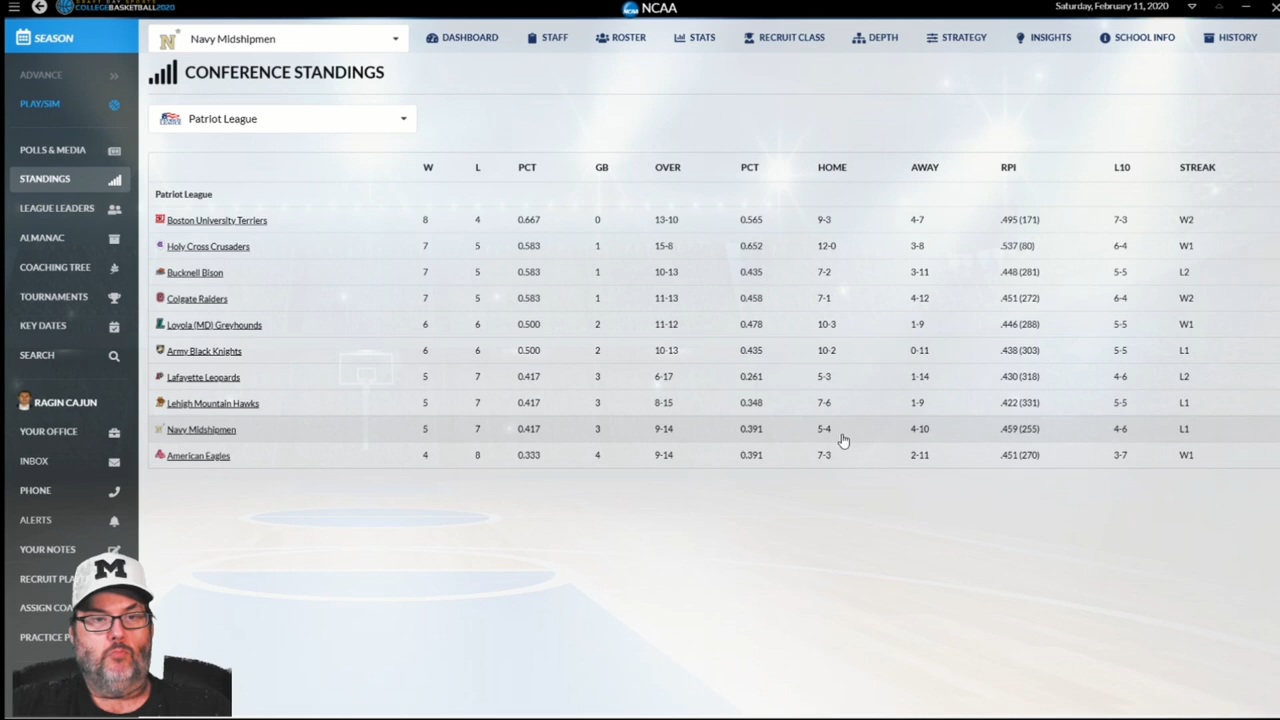 DRAFT DAY SPORTS
COLLEGEBASKETBALL2020
NCAA
Saturday, February 11, 2020
SEASON
Navy Midshipmen
DASHBOARD STAFF ROSTER STATS RECRUIT CLASS DEPTH STRATEGY INSIGHTS SCHOOL INFO HISTORY
CONFERENCE STANDINGS
Patriot League
W L PCT GB OVER PCT HOME AWAY RPI L10 STREAK
Patriot League
Boston University Terriers 8 4 0.667 0 13-10 0.565 9-3 4-7 .495 (171) 7-3 W2
Holy Cross Crusaders 7 5 0.583 1 15-8 0.652 12-0 3-8 .537 (80) 6-4 W1
Bucknell Bison 7 5 0.583 1 10-13 0.435 7-2 3-11 .448 (281) 5-5 L2
Colgate Raiders 7 5 0.583 1 11-13 0.458 7-1 4-12 .451 (272) 6-4 W2
Loyola (MD) Greyhounds 6 6 0.500 2 11-12 0.478 10-3 1-9 .446 (288) 5-5 W1
Army Black Knights 6 6 0.500 2 10-13 0.435 10-2 0-11 .438 (303) 5-5 L1
Lafayette Leopards 5 7 0.417 3 6-17 0.261 5-3 1-14 .430 (318) 4-6 L2
Lehigh Mountain Hawks 5 7 0.417 3 8-15 0.348 7-6 1-9 .422 (331) 5-5 L1
Navy Midshipmen 5 7 0.417 3 9-14 0.391 5-4 4-10 .459 (255) 4-6 L1
American Eagles 4 8 0.333 4 9-14 0.391 7-3 2-11 .451 (270) 3-7 W1
ADVANCE
PLAY/SIM
POLLS & MEDIA
STANDINGS
LEAGUE LEADERS
ALMANAC
COACHING TREE
TOURNAMENTS
KEY DATES
SEARCH
RAGIN CAJUN
YOUR OFFICE
INBOX
PHONE
ALERTS
YOUR NOTES
RECRUIT PLA
ASSIGN COA
PRACTICE P
M